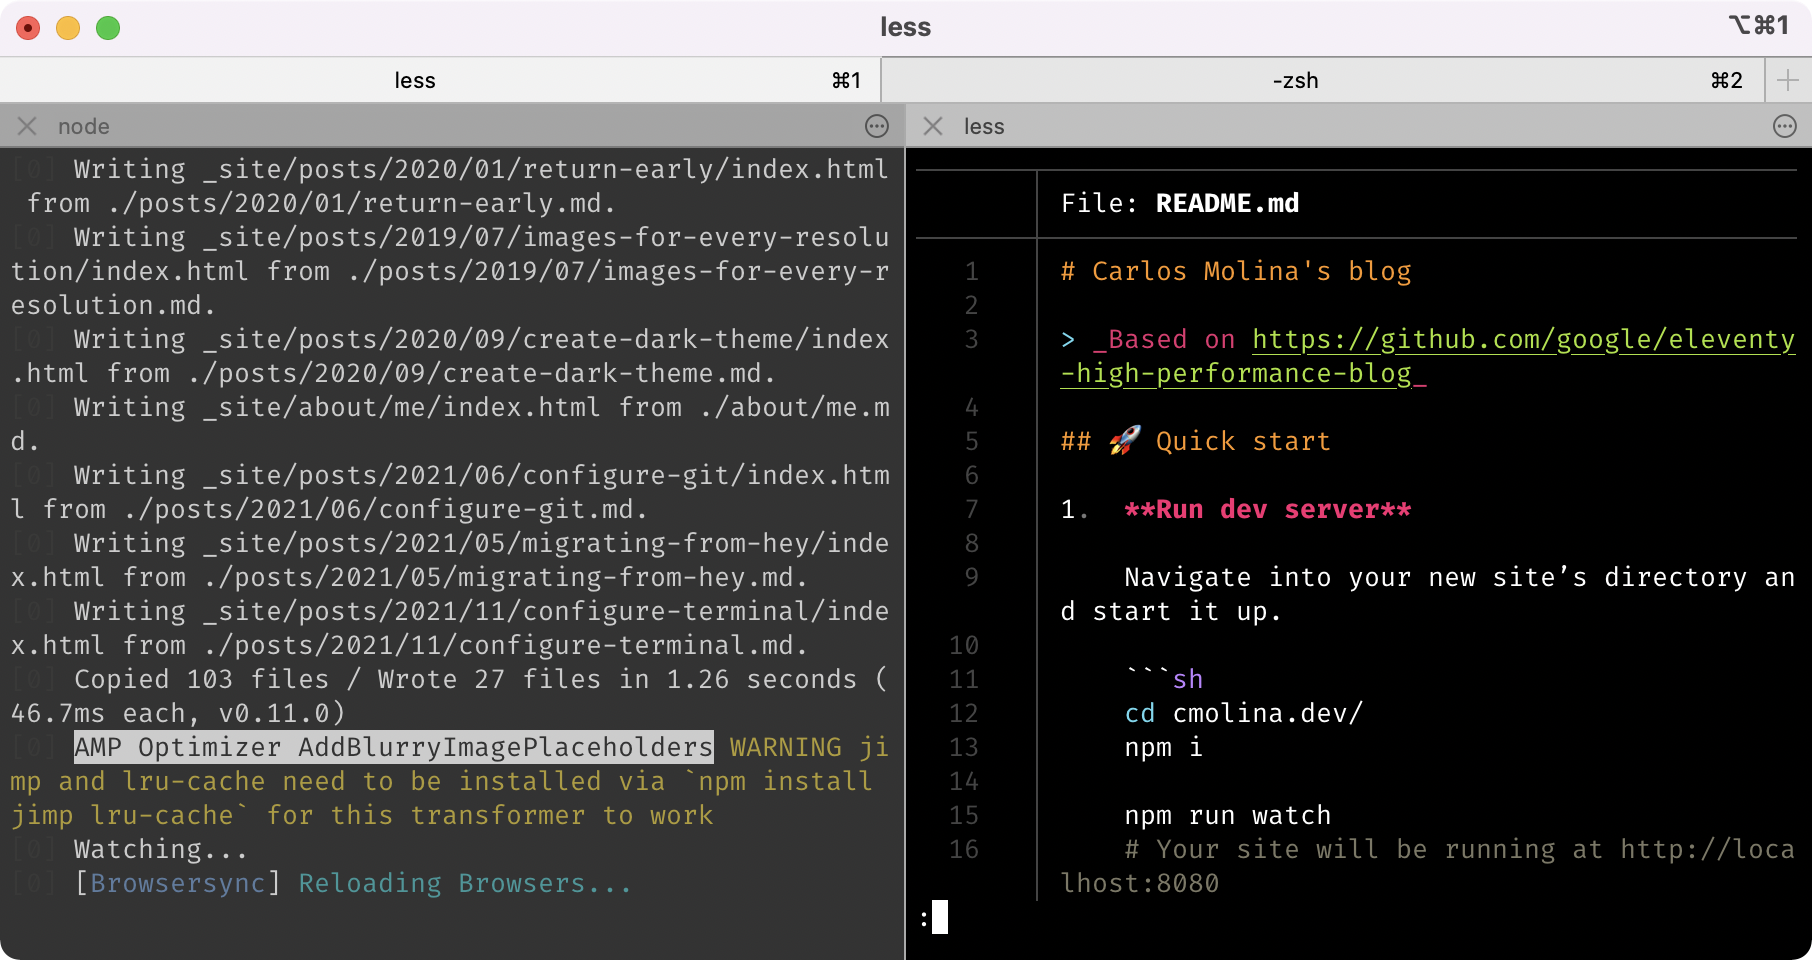 less
⌥⌘1
less ⌘1
-zsh ⌘2
node
[0] Writing _site/posts/2020/01/return-early/index.html
from ./posts/2020/01/return-early.md.
[0] Writing _site/posts/2019/07/images-for-every-resolu
tion/index.html from ./posts/2019/07/images-for-every-r
esolution.md.
[0] Writing _site/posts/2020/09/create-dark-theme/index
.html from ./posts/2020/09/create-dark-theme.md.
[0] Writing _site/about/me/index.html from ./about/me.m
d.
[0] Writing _site/posts/2021/06/configure-git/index.htm
l from ./posts/2021/06/configure-git.md.
[0] Writing _site/posts/2021/05/migrating-from-hey/inde
x.html from ./posts/2021/05/migrating-from-hey.md.
[0] Writing _site/posts/2021/11/configure-terminal/inde
x.html from ./posts/2021/11/configure-terminal.md.
[0] Copied 103 files / Wrote 27 files in 1.26 seconds (
46.7ms each, v0.11.0)
[0] AMP Optimizer AddBlurryImagePlaceholders WARNING ji
mp and lru-cache need to be installed via `npm install
jimp lru-cache` for this transformer to work
[0] Watching...
[0] [Browsersync] Reloading Browsers...
less
File: README.md
1 # Carlos Molina's blog
2
3 > _Based on https://github.com/google/eleventy
-high-performance-blog_
4
5 ## 🚀 Quick start
6
7 1. **Run dev server**
8
9 Navigate into your new site’s directory an
d start it up.
10
11 ```sh
12 cd cmolina.dev/
13 npm i
14
15 npm run watch
16 # Your site will be running at http://loca
lhost:8080
: